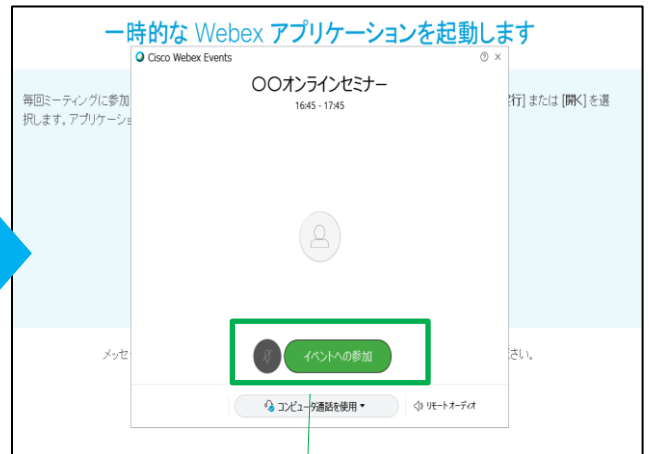 一時的な Webex アプリケーションを起動します
Cisco Webex Events
〇〇オンラインセミナー
16:45 - 17:45
毎回ミーティングに参加
行] または [開く] を選
択します。アプリケーショ
イベントへの参加
メッセ
ださい。
コンピュータ通話を使用
リモートオーディオ